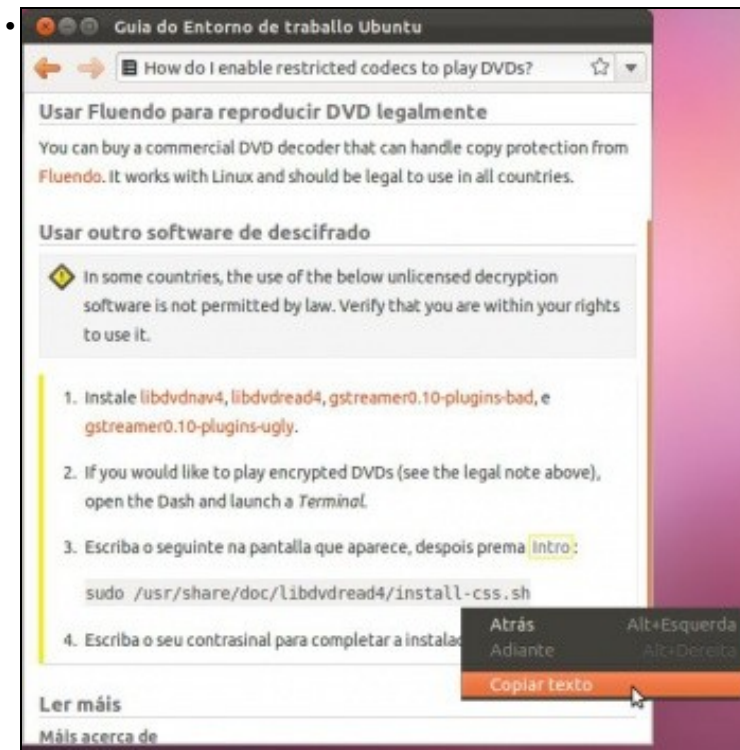 Guia do Entorno de traballo Ubuntu
How do I enable restricted codecs to play DVDs?
Usar Fluendo para reproducir DVD legalmente
You can buy a commercial DVD decoder that can handle copy protection from
Fluendo. It works with Linux and should be legal to use in all countries.
Usar outro software de descifrado
In some countries, the use of the below unlicensed decryption
software is not permitted by law. Verify that you are within your rights
to use it.
1. Instale libdvdnav4, libdvdread4, gstreamer0.10-plugins-bad, e
gstreamer0.10-plugins-ugly.
2. If you would like to play encrypted DVDs (see the legal note above),
open the Dash and launch a Terminal.
3. Escriba o seguinte na pantalla que aparece, despois prema Intro:
sudo /usr/share/doc/libdvdread4/install-css.sh
4. Escriba o seu contrasinal para completar a instalac
Atrás Alt+Esquerda
Adiante Alt+Dereita
Copiar texto
Ler máis
Máis acerca de